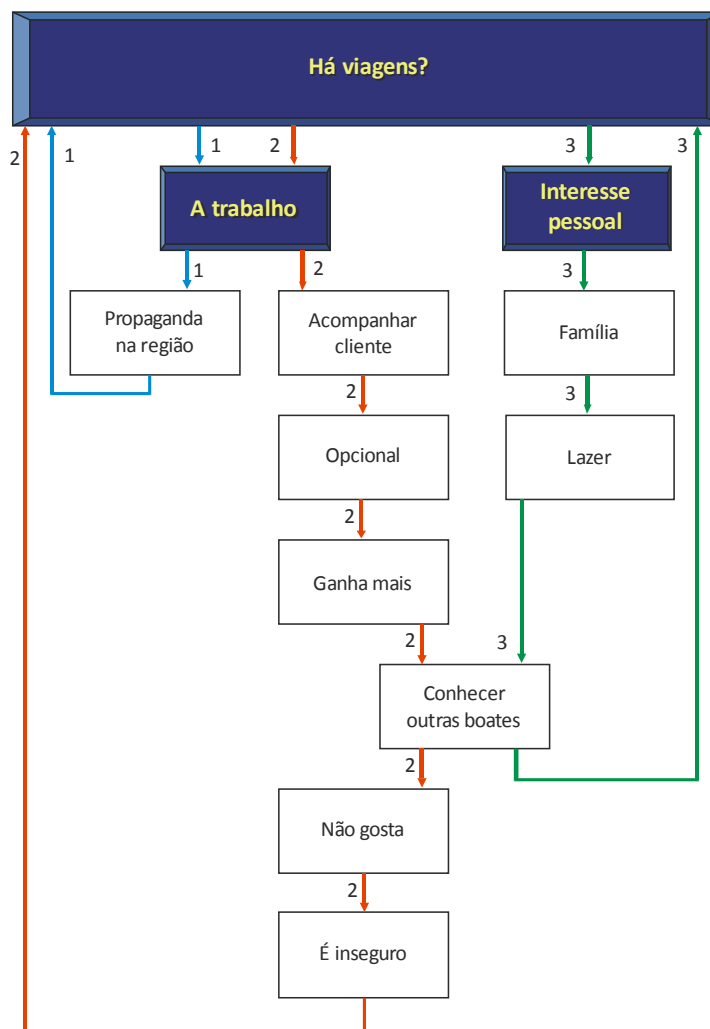 Há viagens?
2
1
1
2
3
3
A trabalho
Interesse
pessoal
1
2
3
Propaganda
na região
Acompanhar
cliente
Família
2
3
Opcional
Lazer
2
Ganha mais
2
3
Conhecer
outras boates
2
Não gosta
2
É inseguro